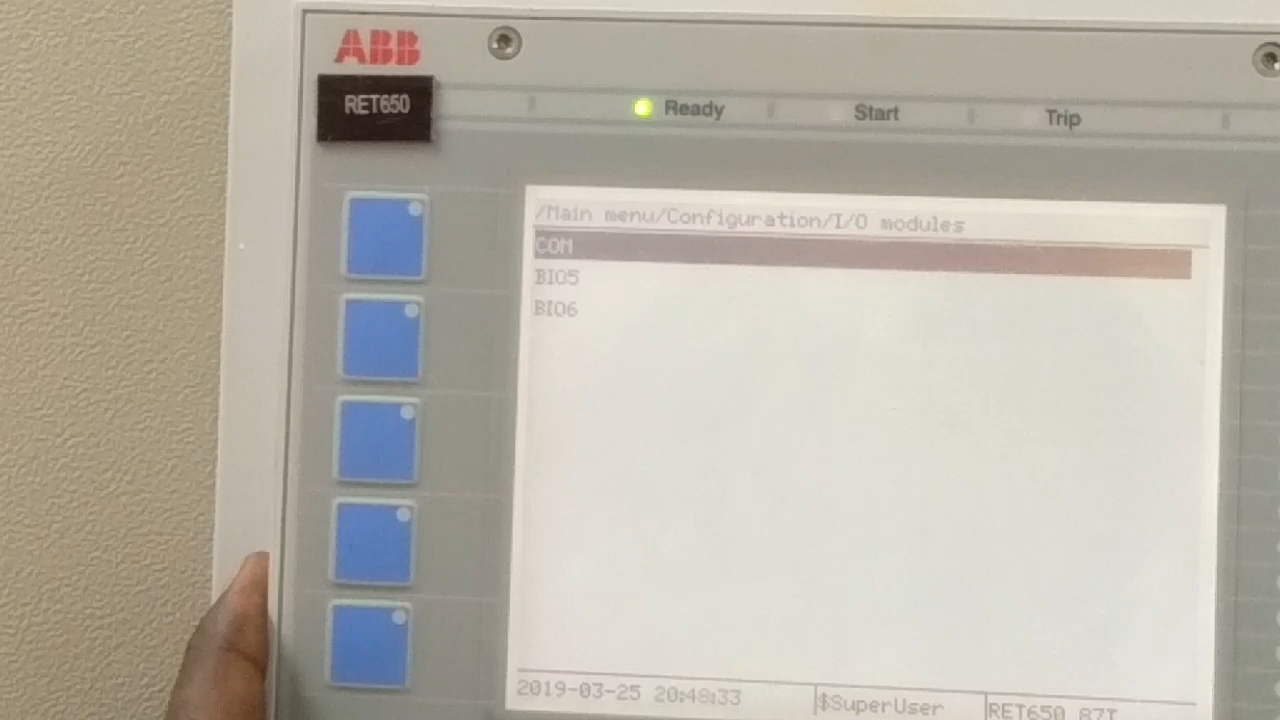 ABB
RET650
Ready
Start
Trip
/Main menu/Configuration/I/O modules
COM
BIO5
BIO6
2019-03-25 20:48:33
$SuperUser
RET650 87T